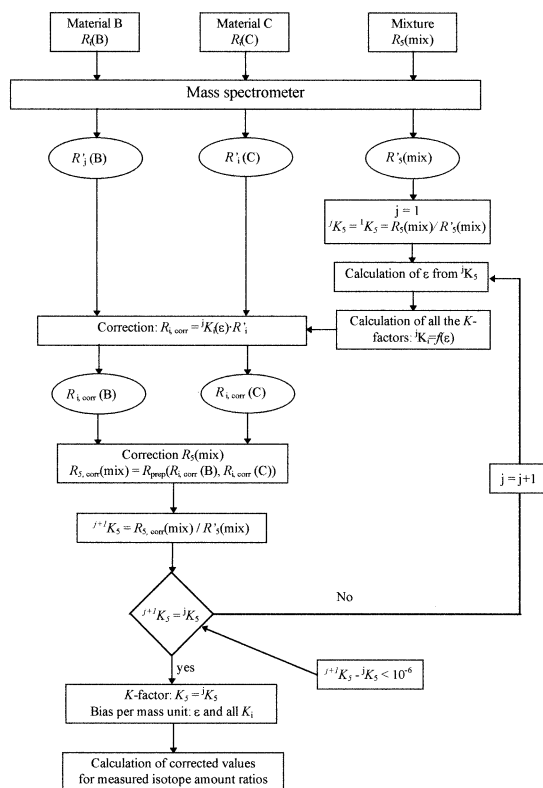 Material B
Rᵢ(B)
Material C
Rᵢ(C)
Mixture
R₅(mix)
Mass spectrometer
R'ⱼ(B)
R'ᵢ(C)
R'₅(mix)
j = 1
ʲK₅ = ¹K₅ = R₅(mix)/R'₅(mix)
Calculation of ε from ʲK₅
Calculation of all the K-
factors: ʲKᵢ=f(ε)
Correction: Rᵢ, corr = ʲKᵢ(ε)·R'ᵢ
Rᵢ, corr (B)
Rᵢ, corr (C)
Correction R₅(mix)
R₅, corr(mix) = Rprep(Rᵢ, corr (B), Rᵢ, corr (C))
j = j+1
ʲ⁺¹K₅ = R₅, corr(mix) / R'₅(mix)
No
ʲ⁺¹K₅ = ʲK₅
yes
ʲ⁺¹K₅ - ʲK₅ < 10⁻⁶
K-factor: K₅ = ʲK₅
Bias per mass unit: ε and all Kᵢ
Calculation of corrected values
for measured isotope amount ratios